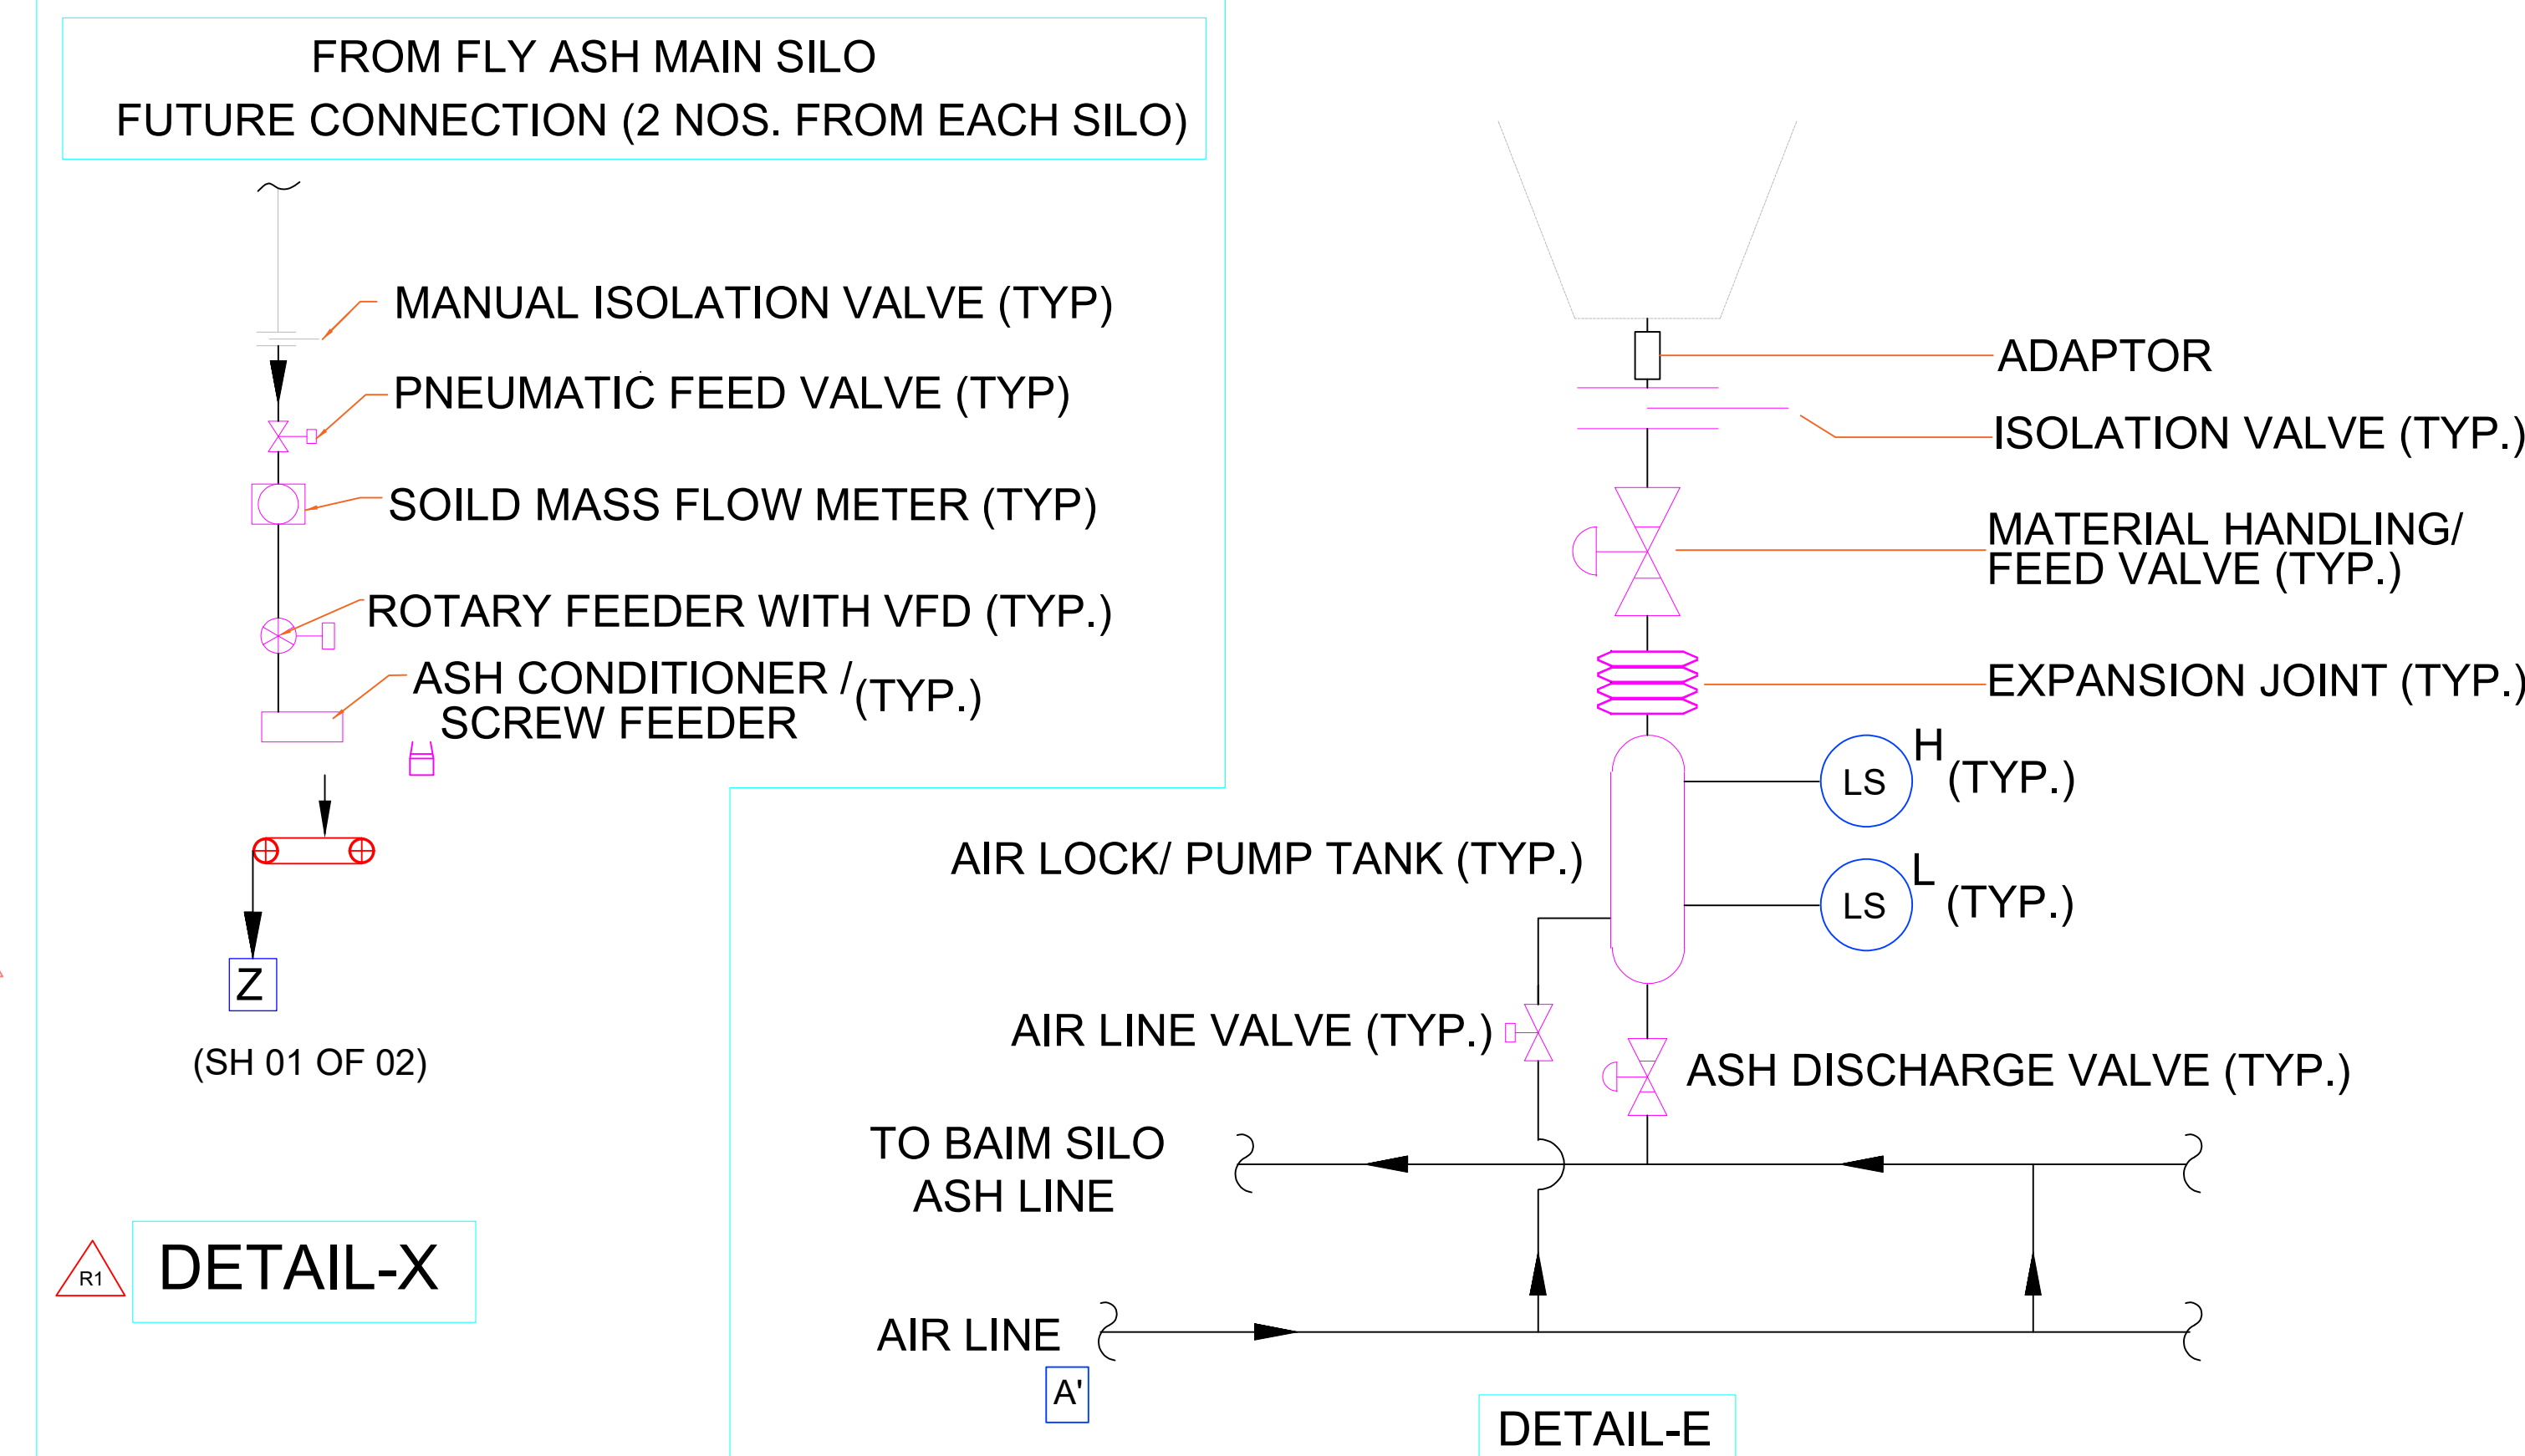 FROM FLY ASH MAIN SILO
FUTURE CONNECTION (2 NOS. FROM EACH SILO)
MANUAL ISOLATION VALVE (TYP)
PNEUMATIC FEED VALVE (TYP)
SOILD MASS FLOW METER (TYP)
ROTARY FEEDER WITH VFD (TYP.)
ASH CONDITIONER / (TYP.)
SCREW FEEDER
Z
(SH 01 OF 02)
R1
DETAIL-X
ADAPTOR
ISOLATION VALVE (TYP.)
MATERIAL HANDLING/
FEED VALVE (TYP.)
EXPANSION JOINT (TYP.)
LS H (TYP.)
AIR LOCK/ PUMP TANK (TYP.)
LS L (TYP.)
AIR LINE VALVE (TYP.)
ASH DISCHARGE VALVE (TYP.)
TO BAIM SILO
ASH LINE
AIR LINE
A'
DETAIL-E